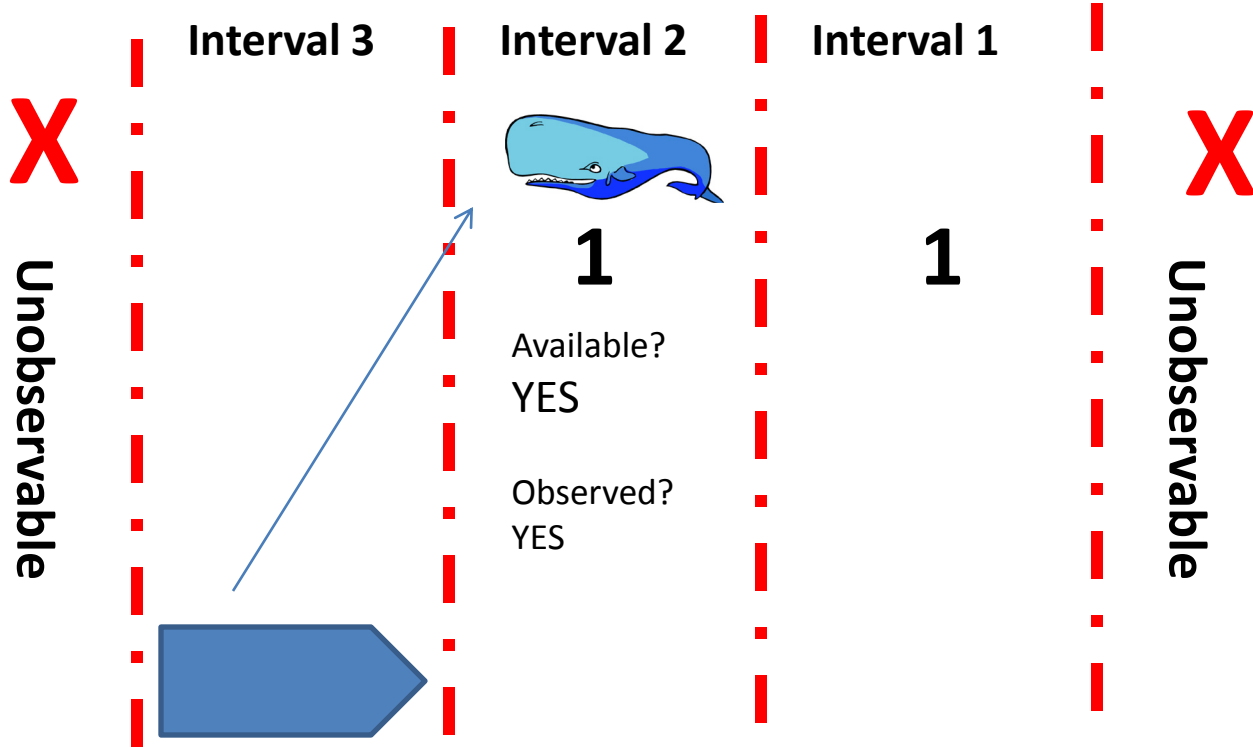 Interval 3
Interval 2
Interval 1
X
X
1
1
Unobservable
Unobservable
Available?
YES
Observed?
YES